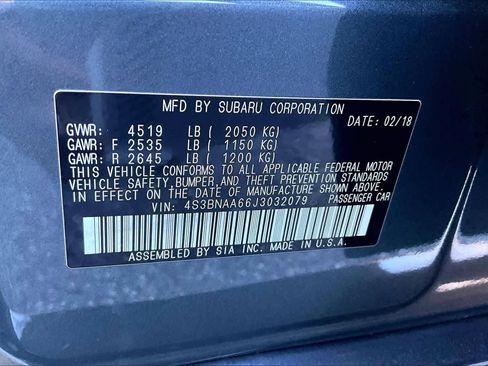 MFD BY SUBARU CORPORATION
DATE: 02/18
GVWR: 4519 LB ( 2050 KG)
GAWR: F 2535 LB ( 1150 KG)
GAWR: R 2645 LB ( 1200 KG)
THIS VEHICLE CONFORMS TO ALL APPLICABLE FEDERAL MOTOR
VEHICLE SAFETY,BUMPER,AND THEFT PREVENTION STANDARDS
IN EFFECT ON THE DATE OF MANUFACTURE SHOWN ABOVE.
VIN: 4S3BNAA66J3032079 PASSENGER CAR
ASSEMBLED BY SIA IN U.S.A.